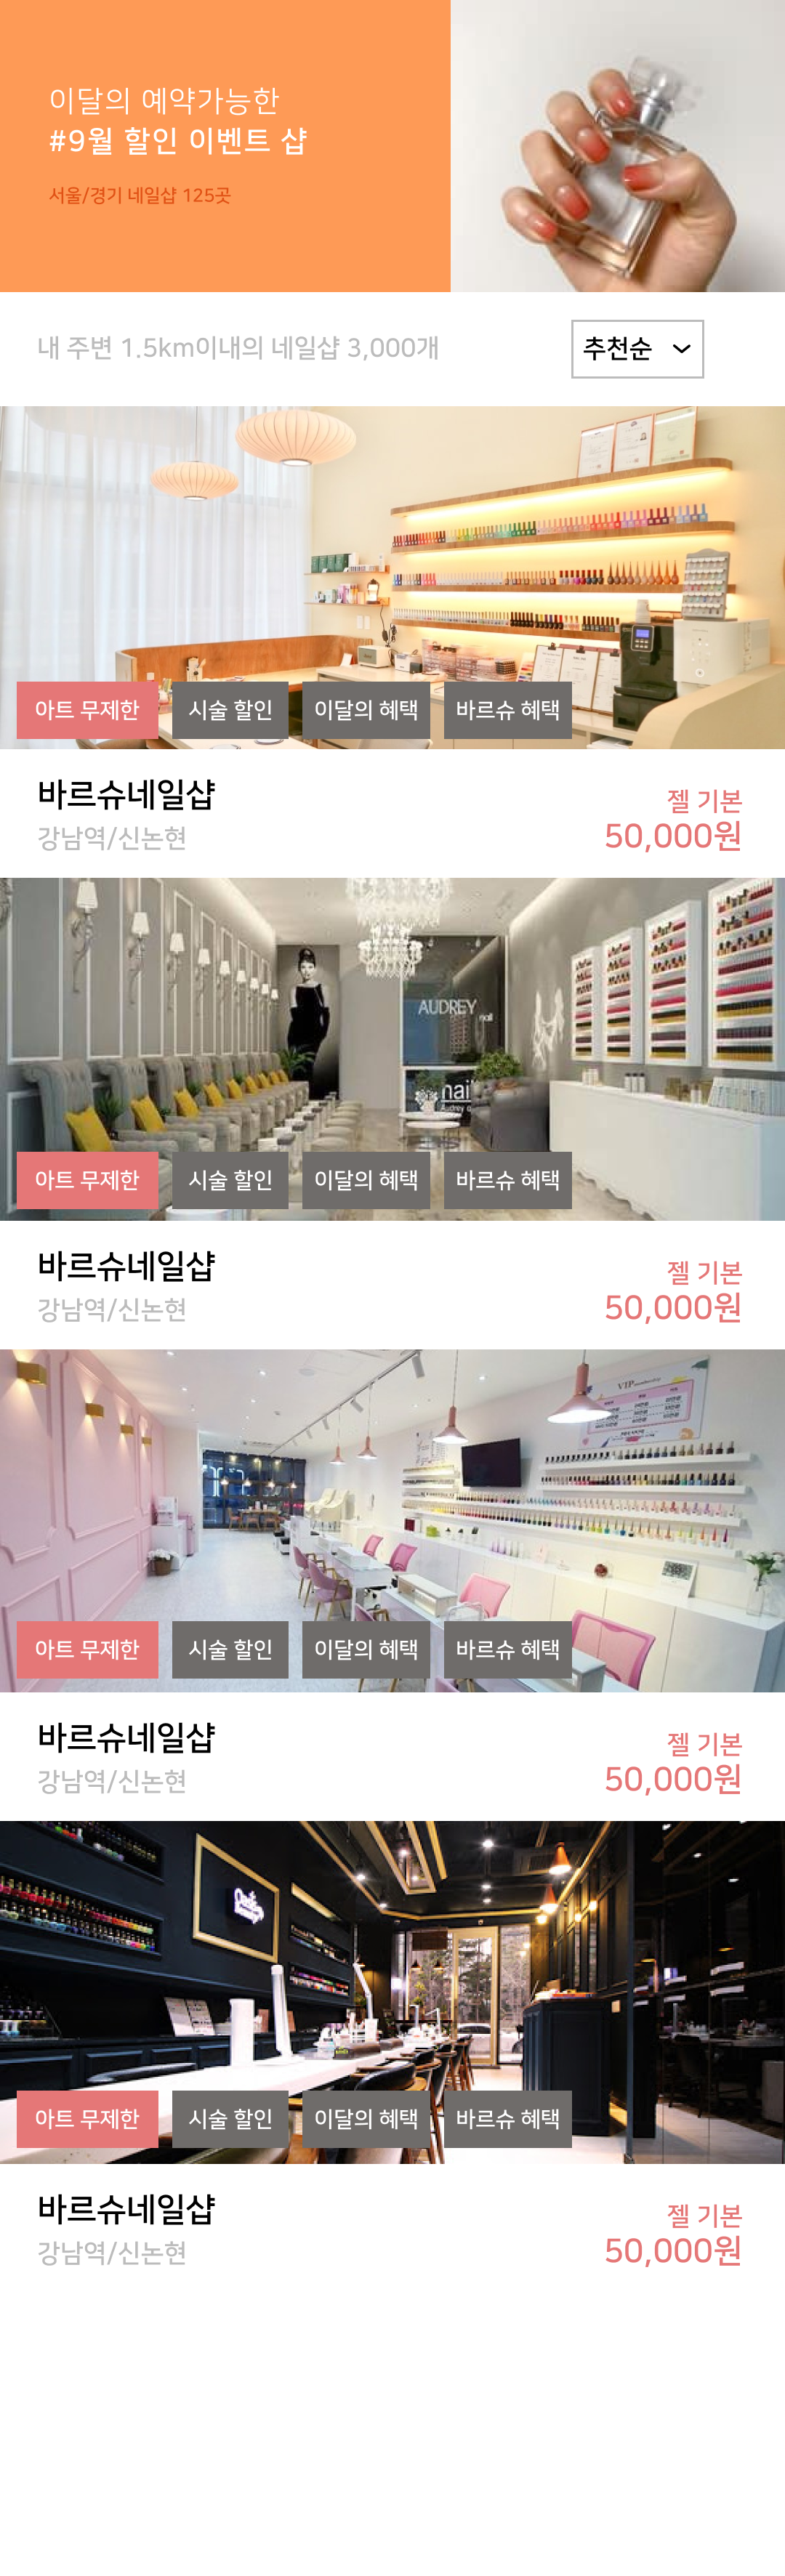 이달의 예약가능한
#9월 할인 이벤트 샵
서울/경기 네일샵 125곳
내 주변 1.5km이내의 네일샵 3,000개
추천순
아트 무제한 시술 할인 이달의 혜택 바르슈 혜택
바르슈네일샵
강남역/신논현
젤 기본
50,000원
AUDREY
nail
nail
Audrey
아트 무제한 시술 할인 이달의 혜택 바르슈 혜택
바르슈네일샵
강남역/신논현
젤 기본
50,000원
VIP membership
아트 무제한 시술 할인 이달의 혜택 바르슈 혜택
바르슈네일샵
강남역/신논현
젤 기본
50,000원
아트 무제한 시술 할인 이달의 혜택 바르슈 혜택
바르슈네일샵
강남역/신논현
젤 기본
50,000원